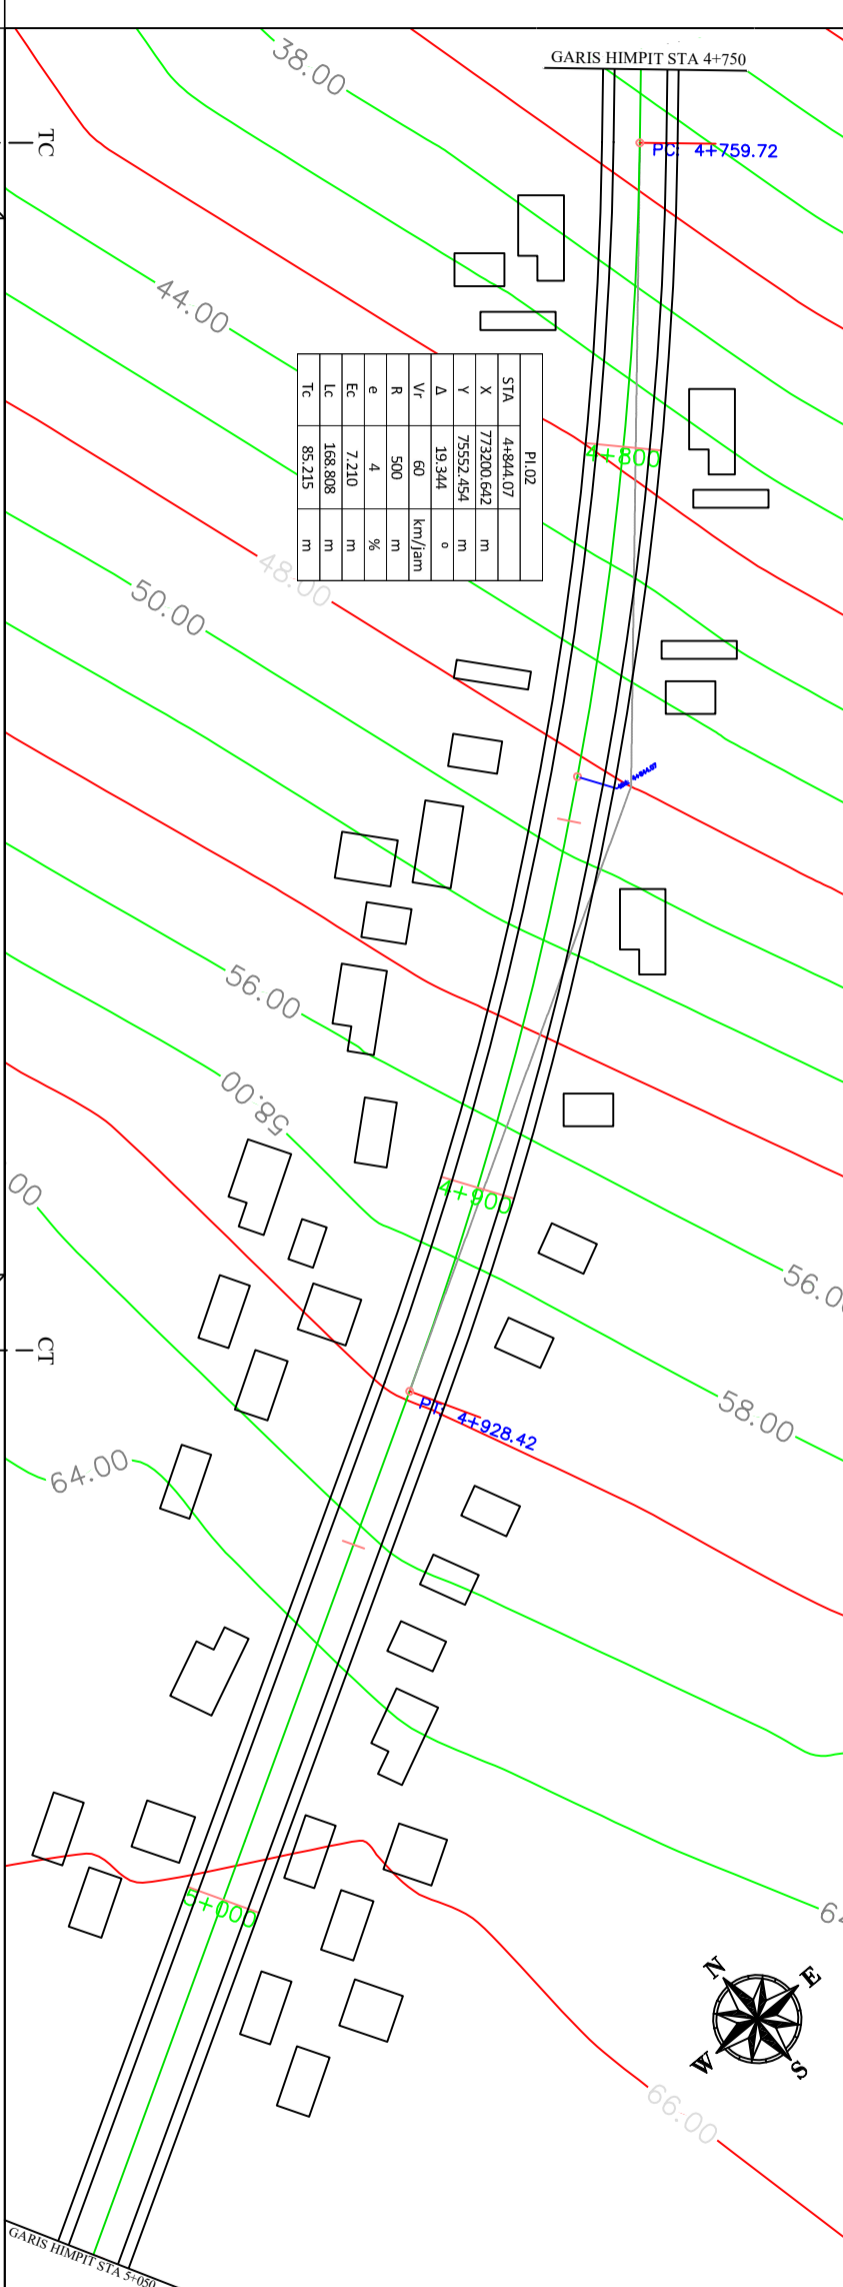 GARIS HIMPIT STA 4+750
38.00
TC
PC: 4+759.72
44.00
PI.02
STA 4+844.07
X 773200.642 m
Y 75552.454 m
Δ 19.344 o
Vr 60 km/jam
R 500 m
e 4 %
Ec 7.210 m
Lc 168.808 m
Tc 85.215 m
4+800
48.00
50.00
56.00
58.00
00
4+900
56.0
CT
58.00
PT: 4+928.42
64.00
64
5+000
N
E
W
S
66.00
GARIS HIMPIT STA 5+050